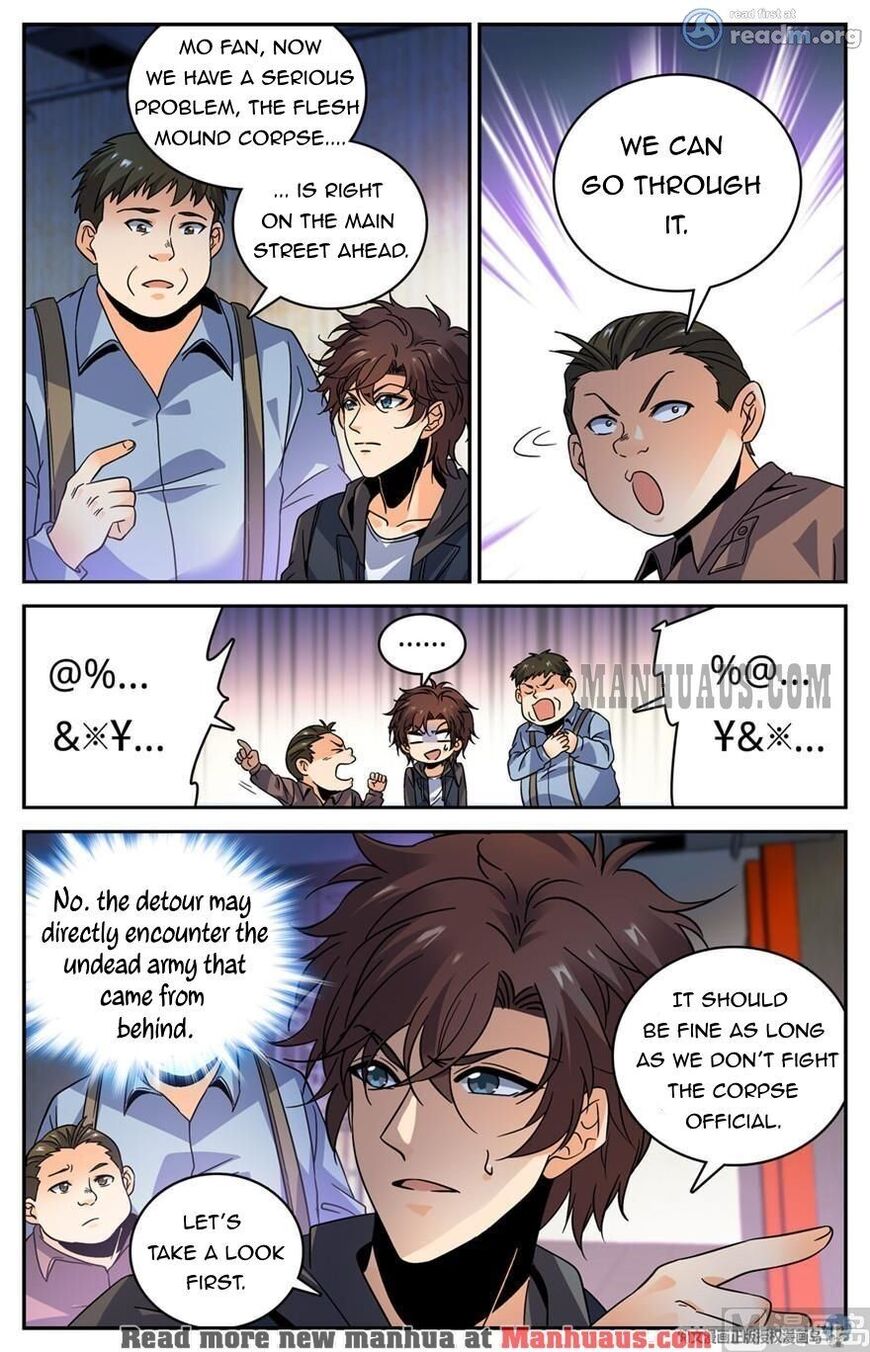 read first at
readm.org
MO FAN, NOW
WE HAVE A SERIOUS
PROBLEM, THE FLESH
MOUND CORPSE....
... IS RIGHT
ON THE MAIN
STREET AHEAD.
WE CAN
GO THROUGH
IT.
@%...
&※¥...
......
MANHUAUS.COM
%@...
¥&※...
No. the detour may
directly encounter the
undead army that
came from
behind.
IT SHOULD
BE FINE AS LONG
AS WE DON'T FIGHT
THE CORPSE
OFFICIAL.
LET'S
TAKE A LOOK
FIRST.
Read more new manhua at Manhuaus.com